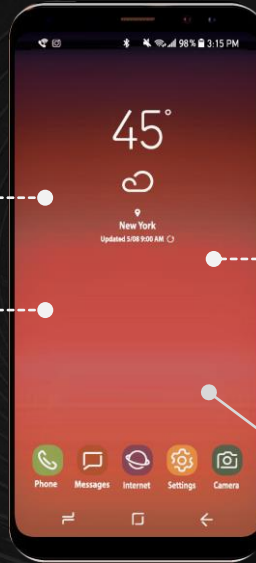 98% 3:15 PM
45°
New York
Updated 5/08 9:00 AM
Phone Messages Internet Settings Camera